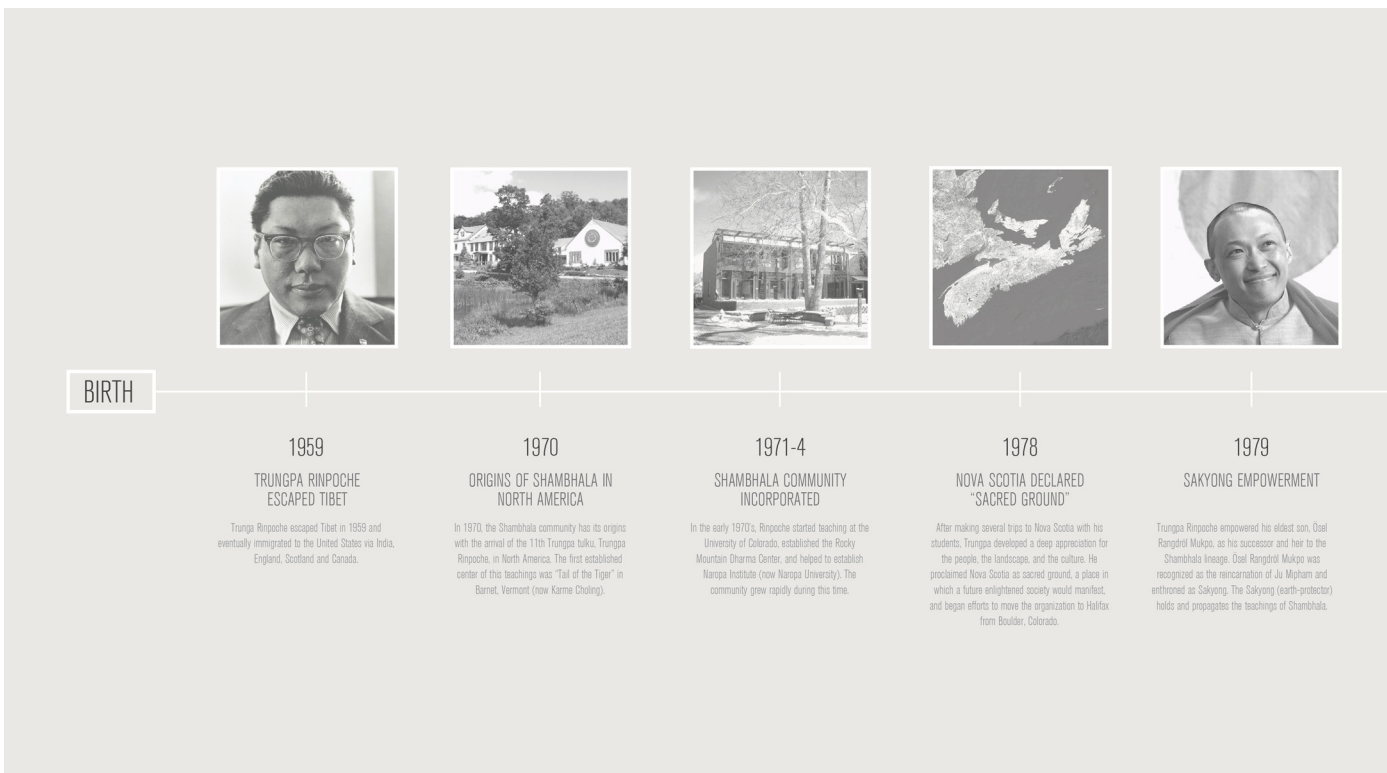 BIRTH
1959
TRUNGPA RINPOCHE
ESCAPED TIBET
Trunga Rinpoche escaped Tibet in 1959 and
eventually immigrated to the United States via India,
England, Scotland and Canada.
1970
ORIGINS OF SHAMBHALA IN
NORTH AMERICA
In 1970, the Shambhala community has its origins
with the arrival of the 11th Trungpa tulku, Trungpa
Rinpoche, in North America. The first established
center of this teachings was “Tail of the Tiger” in
Barnet, Vermont (now Karme Choling).
1971-4
SHAMBHALA COMMUNITY
INCORPORATED
In the early 1970's, Rinpoche started teaching at the
University of Colorado, established the Rocky
Mountain Dharma Center, and helped to establish
Naropa Institute (now Naropa University). The
community grew rapidly during this time.
1978
NOVA SCOTIA DECLARED
“SACRED GROUND”
After making several trips to Nova Scotia with his
students, Trungpa developed a deep appreciation for
the people, the landscape, and the culture. He
proclaimed Nova Scotia as sacred ground, a place in
which a future enlightened society would manifest,
and began efforts to move the organization to Halifax
from Boulder, Colorado.
1979
SAKYONG EMPOWERMENT
Trungpa Rinpoche empowered his eldest son, Ösel
Rangdröl Mukpo, as his successor and heir to the
Shambhala lineage. Ösel Rangdröl Mukpo was
recognized as the reincarnation of Ju Mipham and
enthroned as Sakyong. The Sakyong (earth-protector)
holds and propagates the teachings of Shambhala.